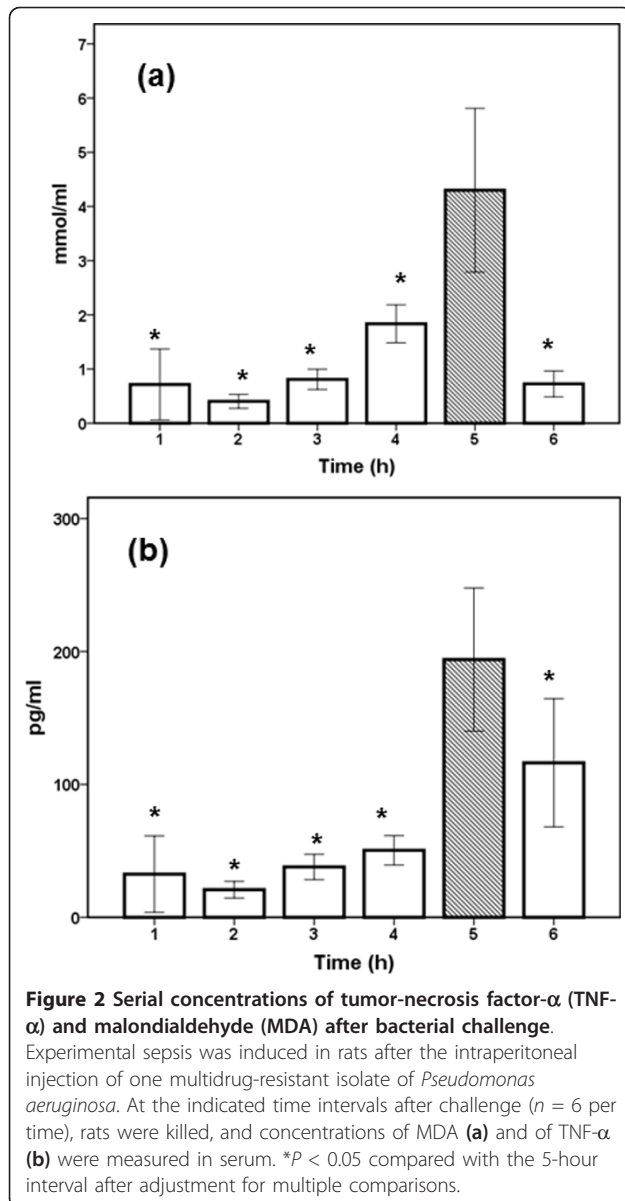 (a)
7
6
5
4
3
2
1
0
mmol/ml
*
*
*
*
*
1 2 3 4 5 6
Time (h)
(b)
300
200
100
0
pg/ml
*
*
*
*
*
1 2 3 4 5 6
Time (h)
Figure 2 Serial concentrations of tumor-necrosis factor-α (TNF-
α) and malondialdehyde (MDA) after bacterial challenge.
Experimental sepsis was induced in rats after the intraperitoneal
injection of one multidrug-resistant isolate of Pseudomonas
aeruginosa. At the indicated time intervals after challenge (n = 6 per
time), rats were killed, and concentrations of MDA (a) and of TNF-α
(b) were measured in serum. *P < 0.05 compared with the 5-hour
interval after adjustment for multiple comparisons.